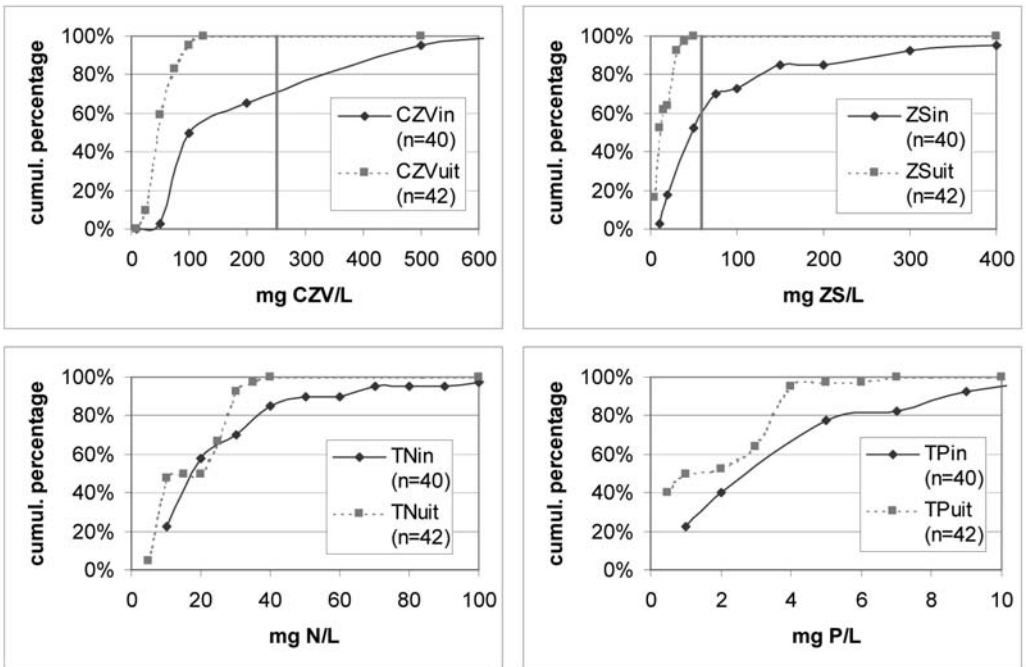 cumul. percentage
100%
80%
60%
40%
20%
0%
CZVin
(n=40)
CZVuit
(n=42)
0 100 200 300 400 500 600
mg CZV/L
cumul. percentage
100%
80%
60%
40%
20%
0%
ZSin
(n=40)
ZSuit
(n=42)
0 100 200 300 400
mg ZS/L
cumul. percentage
100%
80%
60%
40%
20%
0%
TNin
(n=40)
TNuit
(n=42)
0 20 40 60 80 100
mg N/L
cumul. percentage
100%
80%
60%
40%
20%
0%
TPin
(n=40)
TPuit
(n=42)
0 2 4 6 8 10
mg P/L